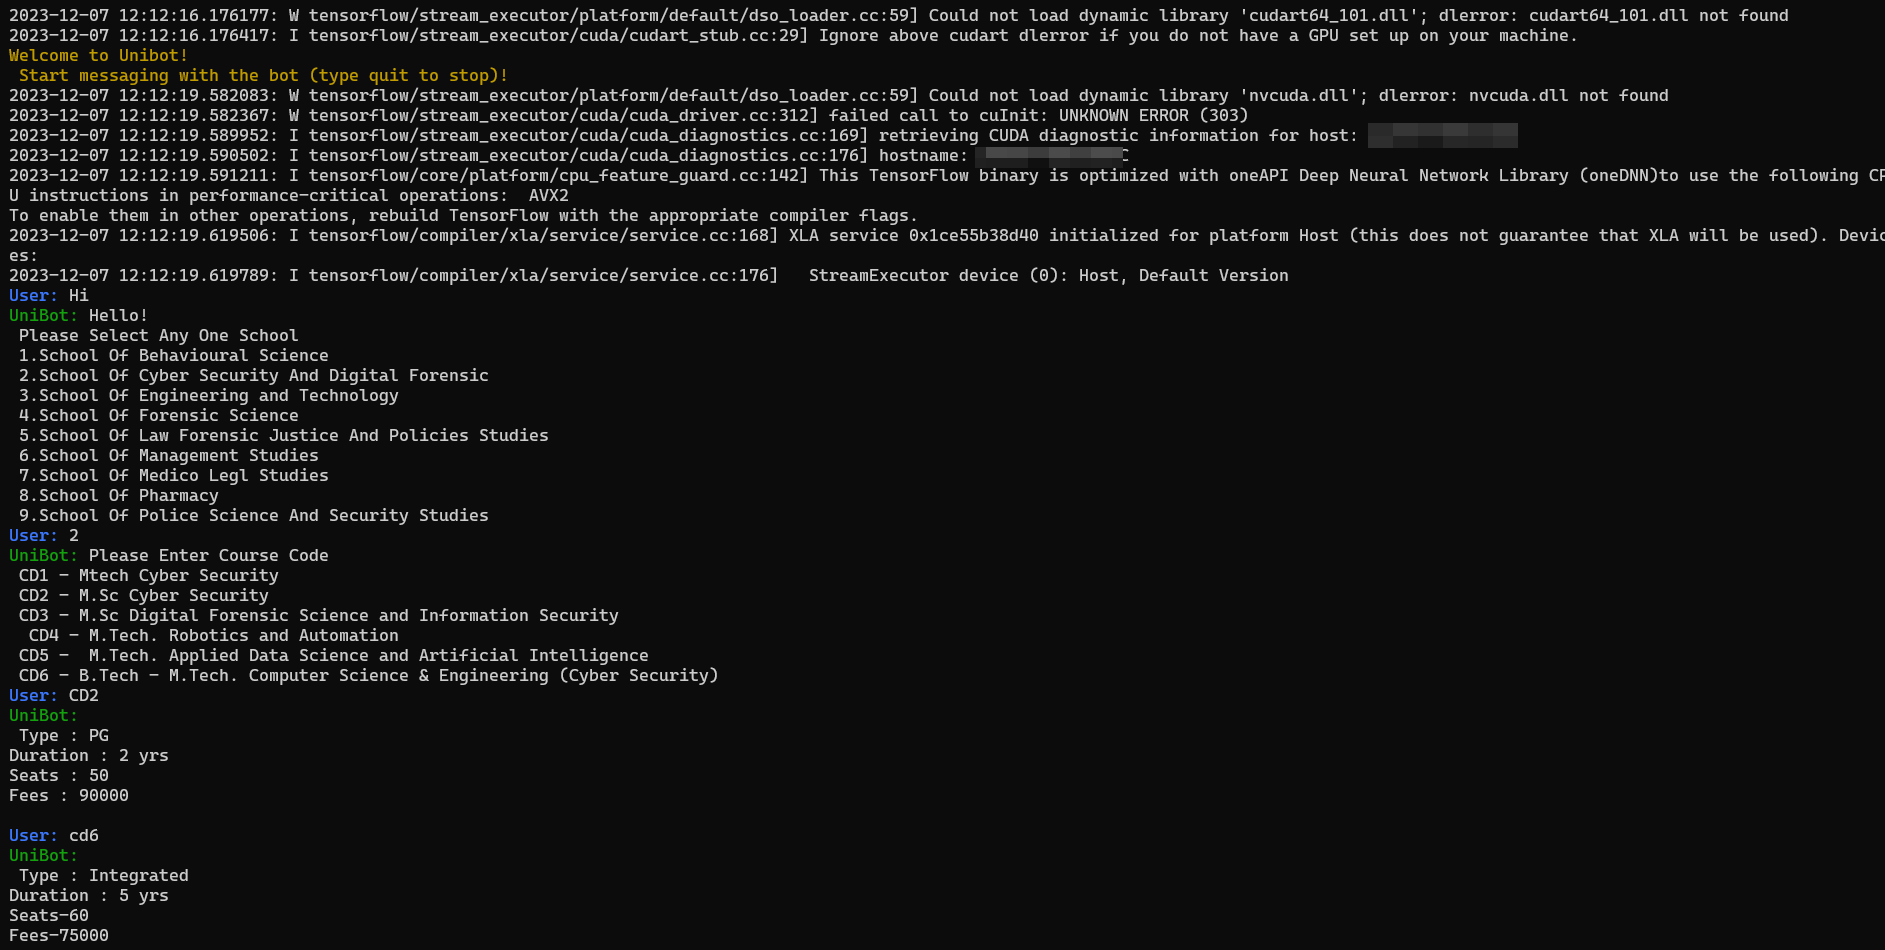 2023-12-07 12:12:16.176177: W tensorflow/stream_executor/platform/default/dso_loader.cc:59] Could not load dynamic library 'cudart64_101.dll'; dlerror: cudart64_101.dll not found
2023-12-07 12:12:16.176417: I tensorflow/stream_executor/cuda/cudart_stub.cc:29] Ignore above cudart dlerror if you do not have a GPU set up on your machine.
Welcome to Unibot!
 Start messaging with the bot (type quit to stop)!
2023-12-07 12:12:19.582083: W tensorflow/stream_executor/platform/default/dso_loader.cc:59] Could not load dynamic library 'nvcuda.dll'; dlerror: nvcuda.dll not found
2023-12-07 12:12:19.582367: W tensorflow/stream_executor/cuda/cuda_driver.cc:312] failed call to cuInit: UNKNOWN ERROR (303)
2023-12-07 12:12:19.589952: I tensorflow/stream_executor/cuda/cuda_diagnostics.cc:169] retrieving CUDA diagnostic information for host:
2023-12-07 12:12:19.590502: I tensorflow/stream_executor/cuda/cuda_diagnostics.cc:176] hostname:
2023-12-07 12:12:19.591211: I tensorflow/core/platform/cpu_feature_guard.cc:142] This TensorFlow binary is optimized with oneAPI Deep Neural Network Library (oneDNN)to use the following CP
U instructions in performance-critical operations:  AVX2
To enable them in other operations, rebuild TensorFlow with the appropriate compiler flags.
2023-12-07 12:12:19.619506: I tensorflow/compiler/xla/service/service.cc:168] XLA service 0x1ce55b38d40 initialized for platform Host (this does not guarantee that XLA will be used). Devic
es:
2023-12-07 12:12:19.619789: I tensorflow/compiler/xla/service/service.cc:176]   StreamExecutor device (0): Host, Default Version
User: Hi
UniBot: Hello!
 Please Select Any One School
 1.School Of Behavioural Science
 2.School Of Cyber Security And Digital Forensic
 3.School Of Engineering and Technology
 4.School Of Forensic Science
 5.School Of Law Forensic Justice And Policies Studies
 6.School Of Management Studies
 7.School Of Medico Legl Studies
 8.School Of Pharmacy
 9.School Of Police Science And Security Studies
User: 2
UniBot: Please Enter Course Code
 CD1 - Mtech Cyber Security
 CD2 - M.Sc Cyber Security
 CD3 - M.Sc Digital Forensic Science and Information Security
  CD4 - M.Tech. Robotics and Automation
 CD5 -  M.Tech. Applied Data Science and Artificial Intelligence
 CD6 - B.Tech - M.Tech. Computer Science & Engineering (Cyber Security)
User: CD2
UniBot:
 Type : PG
Duration : 2 yrs
Seats : 50
Fees : 90000
User: cd6
UniBot:
 Type : Integrated
Duration : 5 yrs
Seats-60
Fees-75000